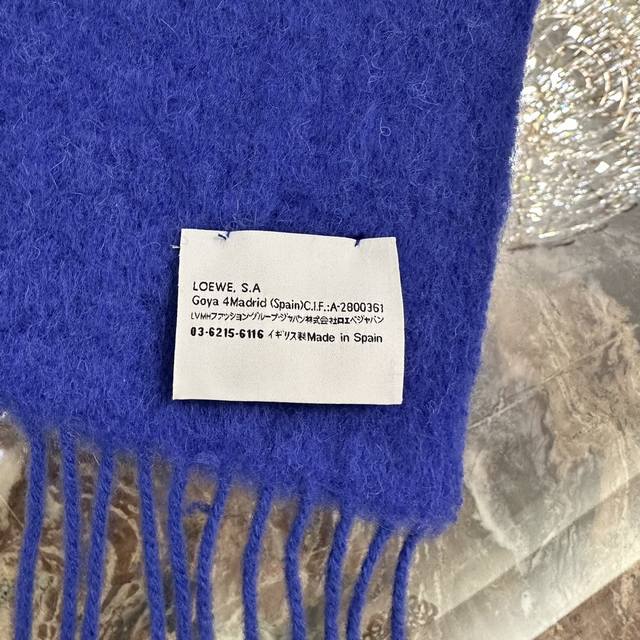 LOEWE, S.A
Goya 4Madrid (Spain)C.I.F.:A-2800361
LVMHファッション・グループ・ジャパン株式会社ロエベジャパン
03-6215-6116 イギリス製Made in Spain